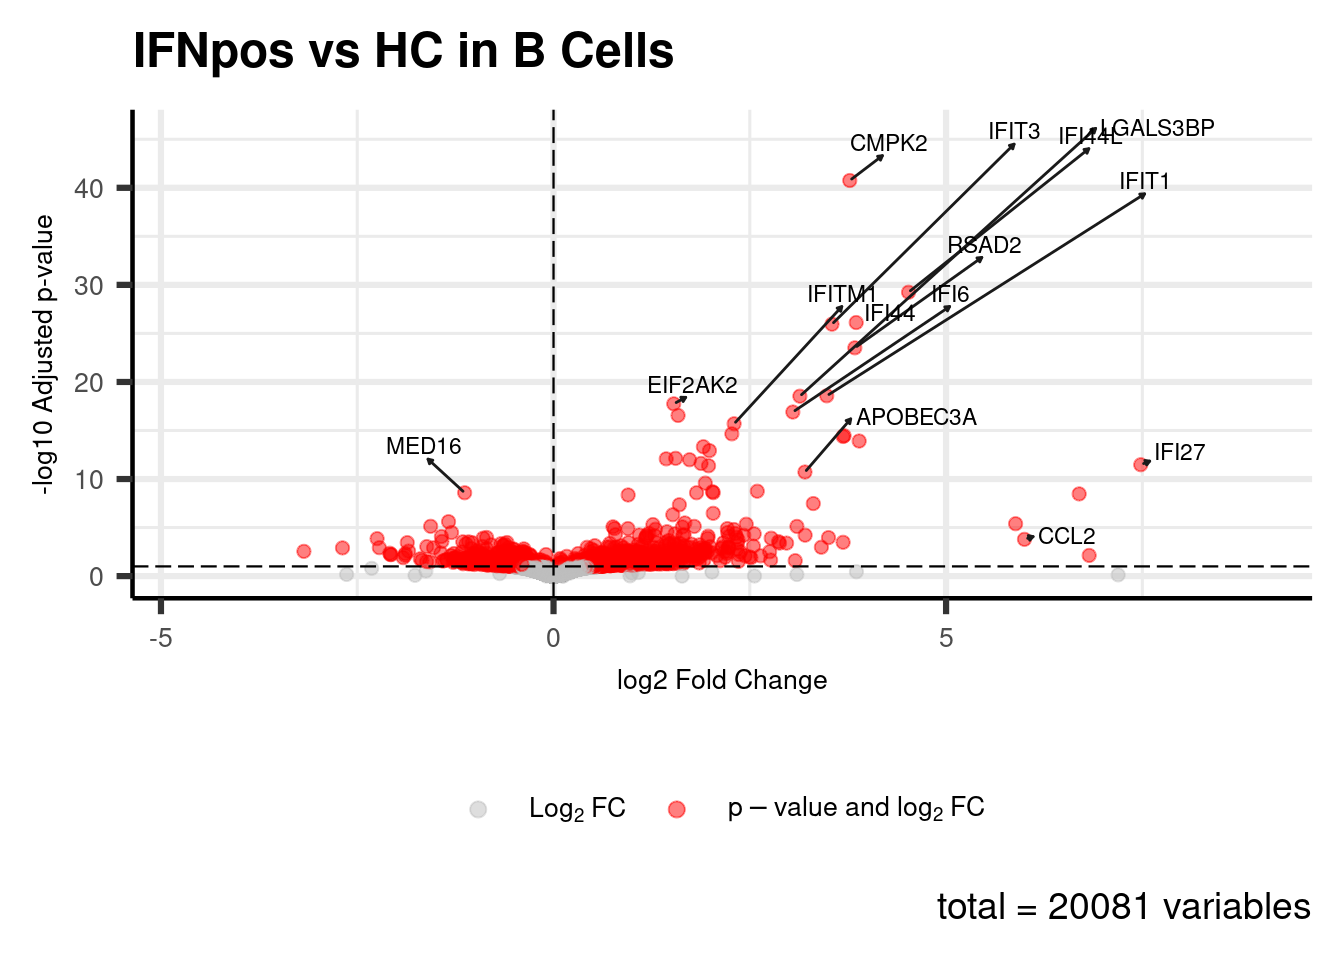 IFNpos vs HC in B Cells
-log10 Adjusted p-value
40
30
20
10
0
CMPK2
IFIT3
IFI44L
LGALS3BP
IFIT1
RSAD2
IFITM1
IFI6
IFI44
EIF2AK2
APOBEC3A
MED16
IFI27
CCL2
-5
0
5
log2 Fold Change
Log₂ FC
p − value and log₂ FC
total = 20081 variables